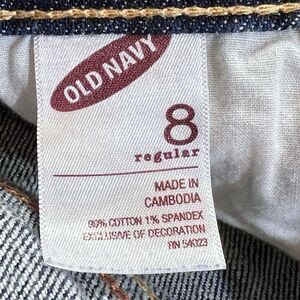 OLD NAVY
8
regular
MADE IN
CAMBODIA
99% COTTON 1% SPANDEX
EXCLUSIVE OF DECORATION
RN 54023